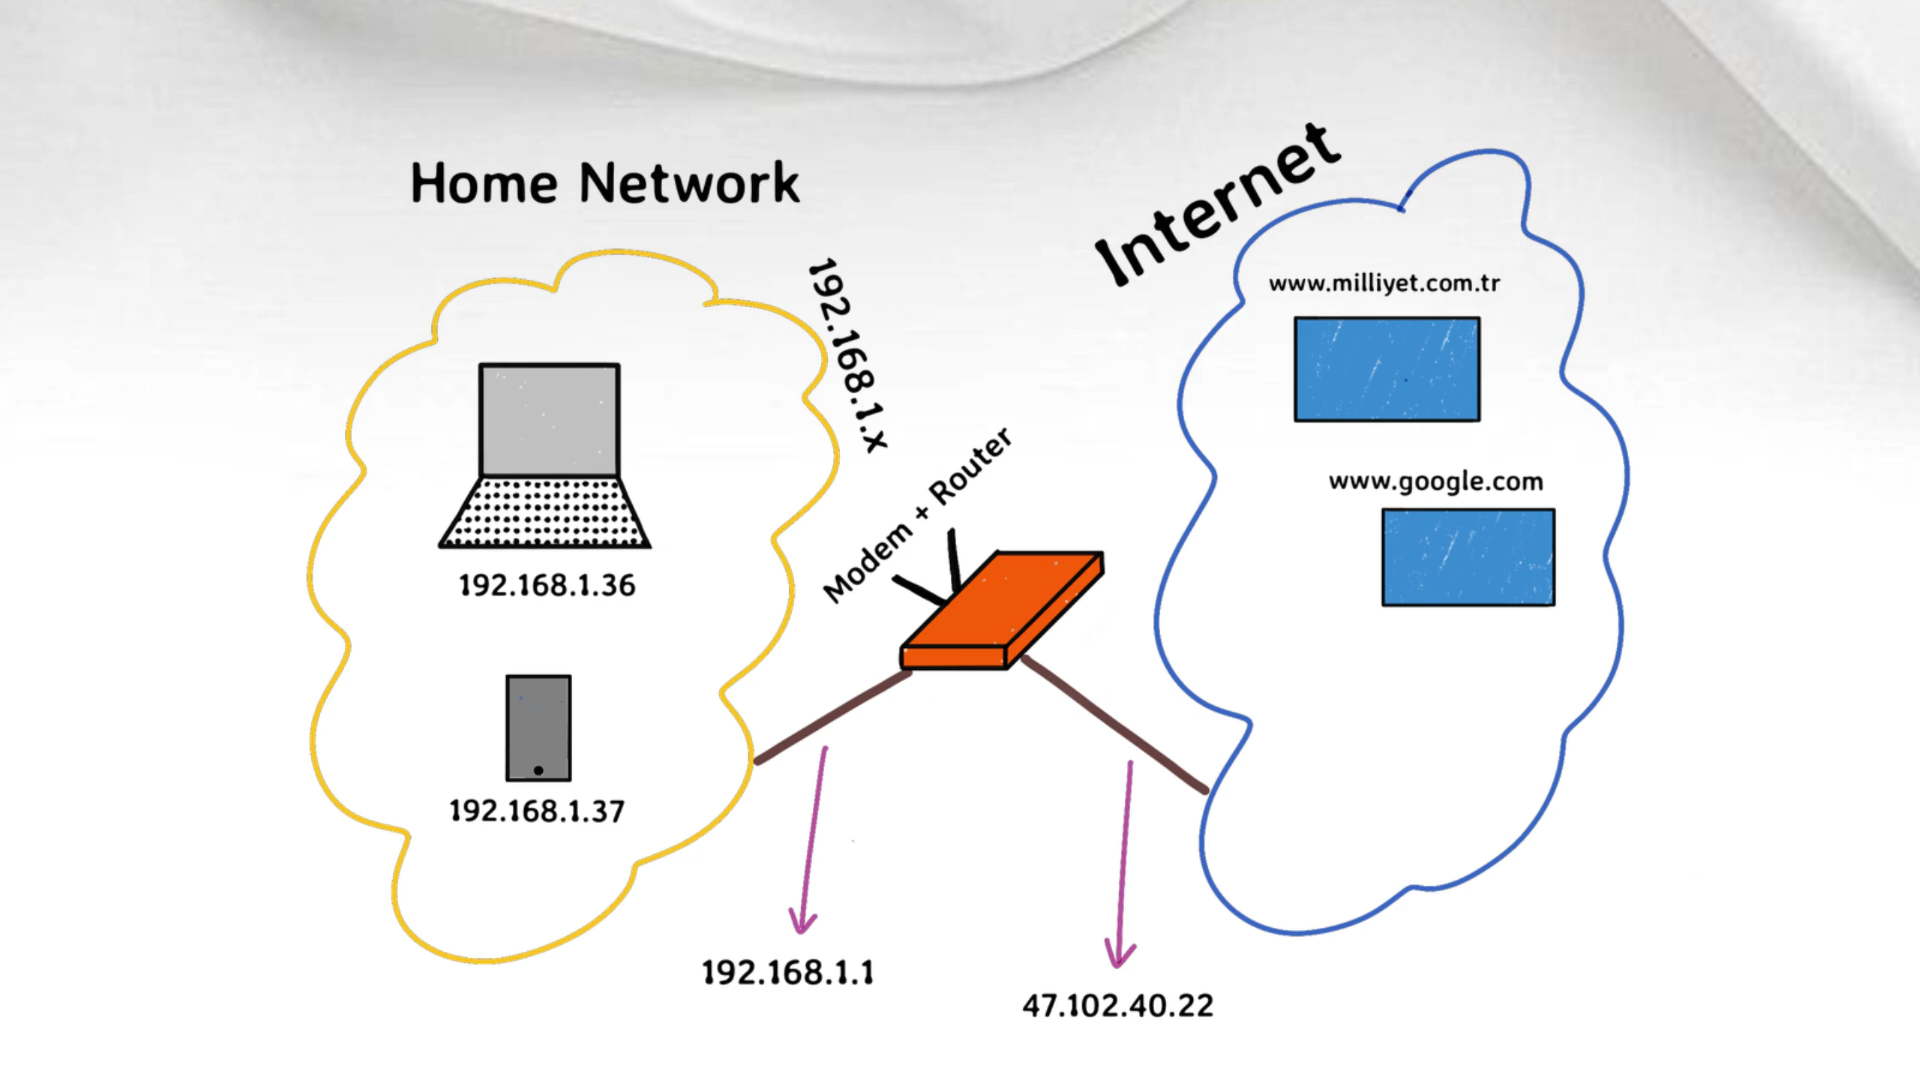 Home Network
Internet
192.168.1.x
www.milliyet.com.tr
www.google.com
Modem + Router
192.168.1.36
192.168.1.37
192.168.1.1
47.102.40.22